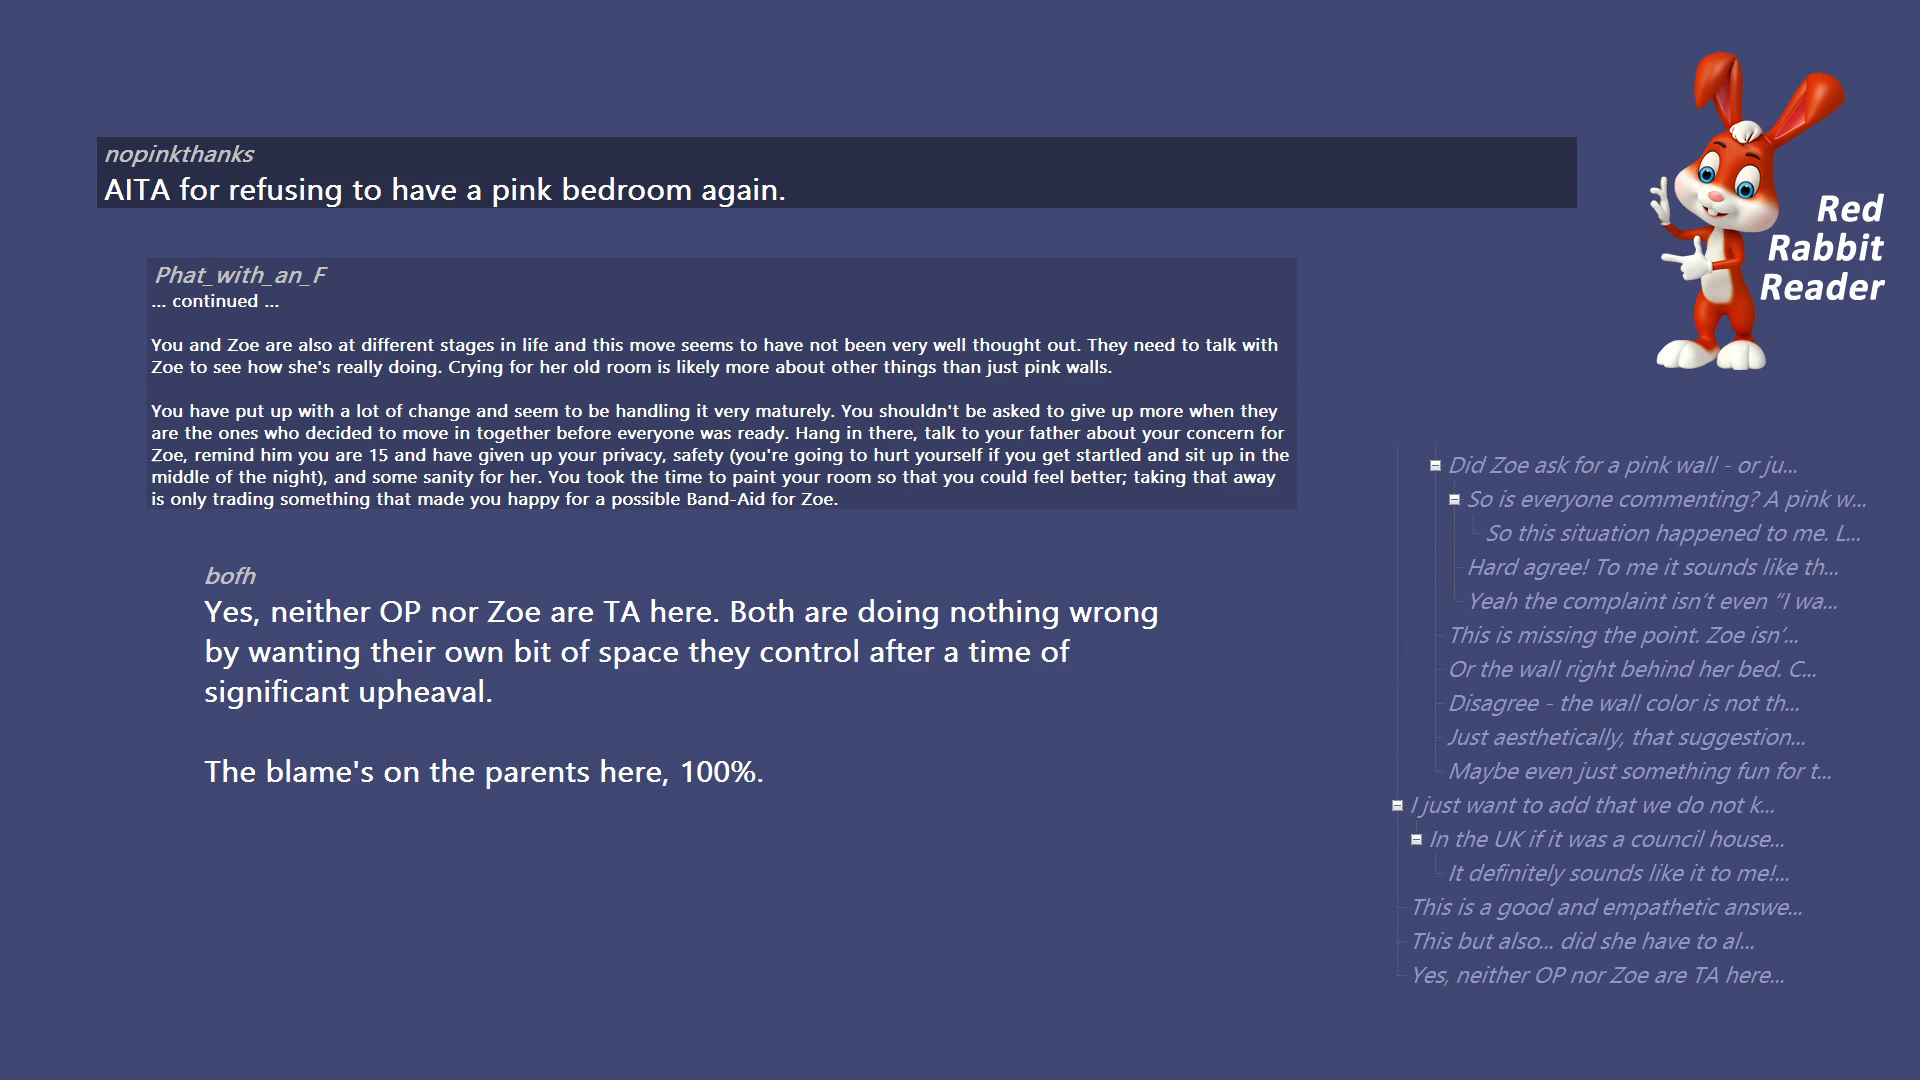 nopinkthanks
AITA for refusing to have a pink bedroom again.
Phat_with_an_F
... continued ...
You and Zoe are also at different stages in life and this move seems to have not been very well thought out. They need to talk with
Zoe to see how she's really doing. Crying for her old room is likely more about other things than just pink walls.
You have put up with a lot of change and seem to be handling it very maturely. You shouldn't be asked to give up more when they
are the ones who decided to move in together before everyone was ready. Hang in there, talk to your father about your concern for
Zoe, remind him you are 15 and have given up your privacy, safety (you're going to hurt yourself if you get startled and sit up in the
middle of the night), and some sanity for her. You took the time to paint your room so that you could feel better; taking that away
is only trading something that made you happy for a possible Band-Aid for Zoe.
bofh
Yes, neither OP nor Zoe are TA here. Both are doing nothing wrong
by wanting their own bit of space they control after a time of
significant upheaval.
The blame's on the parents here, 100%.
Red
Rabbit
Reader
Did Zoe ask for a pink wall - or ju...
So is everyone commenting? A pink w...
So this situation happened to me. L...
Hard agree! To me it sounds like th...
Yeah the complaint isn’t even “I wa...
This is missing the point. Zoe isn’...
Or the wall right behind her bed. C...
Disagree - the wall color is not th...
Just aesthetically, that suggestion...
Maybe even just something fun for t...
I just want to add that we do not k...
In the UK if it was a council house...
It definitely sounds like it to me!...
This is a good and empathetic answe...
This but also... did she have to al...
Yes, neither OP nor Zoe are TA here...